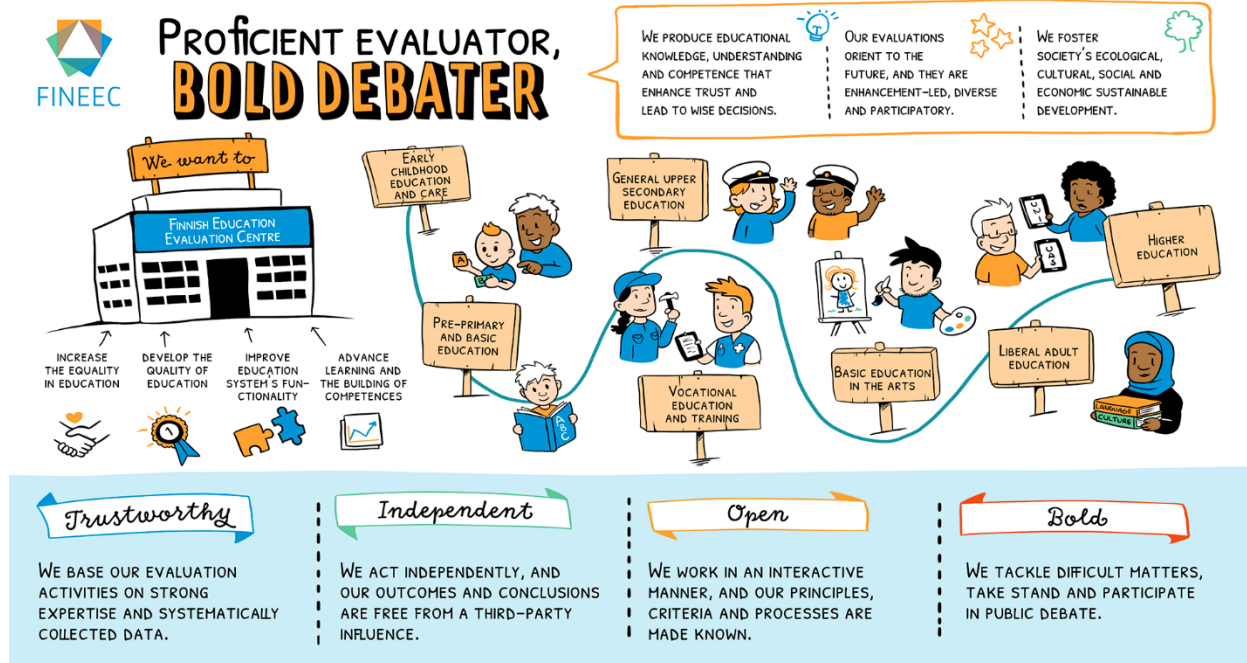 FINEEC
PROFICIENT EVALUATOR,
BOLD DEBATER
WE PRODUCE EDUCATIONAL
KNOWLEDGE, UNDERSTANDING
AND COMPETENCE THAT
ENHANCE TRUST AND
LEAD TO WISE DECISIONS.
OUR EVALUATIONS
ORIENT TO THE
FUTURE, AND THEY ARE
ENHANCEMENT-LED, DIVERSE
AND PARTICIPATORY.
WE FOSTER
SOCIETY'S ECOLOGICAL,
CULTURAL, SOCIAL AND
ECONOMIC SUSTAINABLE
DEVELOPMENT.
We want to
FINNISH EDUCATION
EVALUATION CENTRE
INCREASE
THE EQUALITY
IN EDUCATION
DEVELOP THE
QUALITY OF
EDUCATION
1
IMPROVE
EDUCATION
SYSTEM'S FUN-
CTIONALITY
ADVANCE
LEARNING AND
THE BUILDING OF
COMPETENCES
EARLY
CHILDHOOD
EDUCATION
AND CARE
A
PRE-PRIMARY
AND BASIC
EDUCATION
ABC
GENERAL UPPER
SECONDARY
EDUCATION
VOCATIONAL
EDUCATION
AND TRAINING
BASIC EDUCATION
IN THE ARTS
LIBERAL ADULT
EDUCATION
LANGUAGE
CULTURE
UNI
UAS
HIGHER
EDUCATION
Trustworthy
WE BASE OUR EVALUATION
ACTIVITIES ON STRONG
EXPERTISE AND SYSTEMATICALLY
COLLECTED DATA.
Independent
WE ACT INDEPENDENTLY, AND
OUR OUTCOMES AND CONCLUSIONS
ARE FREE FROM A THIRD-PARTY
INFLUENCE.
Open
WE WORK IN AN INTERACTIVE
MANNER, AND OUR PRINCIPLES,
CRITERIA AND PROCESSES ARE
MADE KNOWN.
Bold
WE TACKLE DIFFICULT MATTERS,
TAKE STAND AND PARTICIPATE
IN PUBLIC DEBATE.